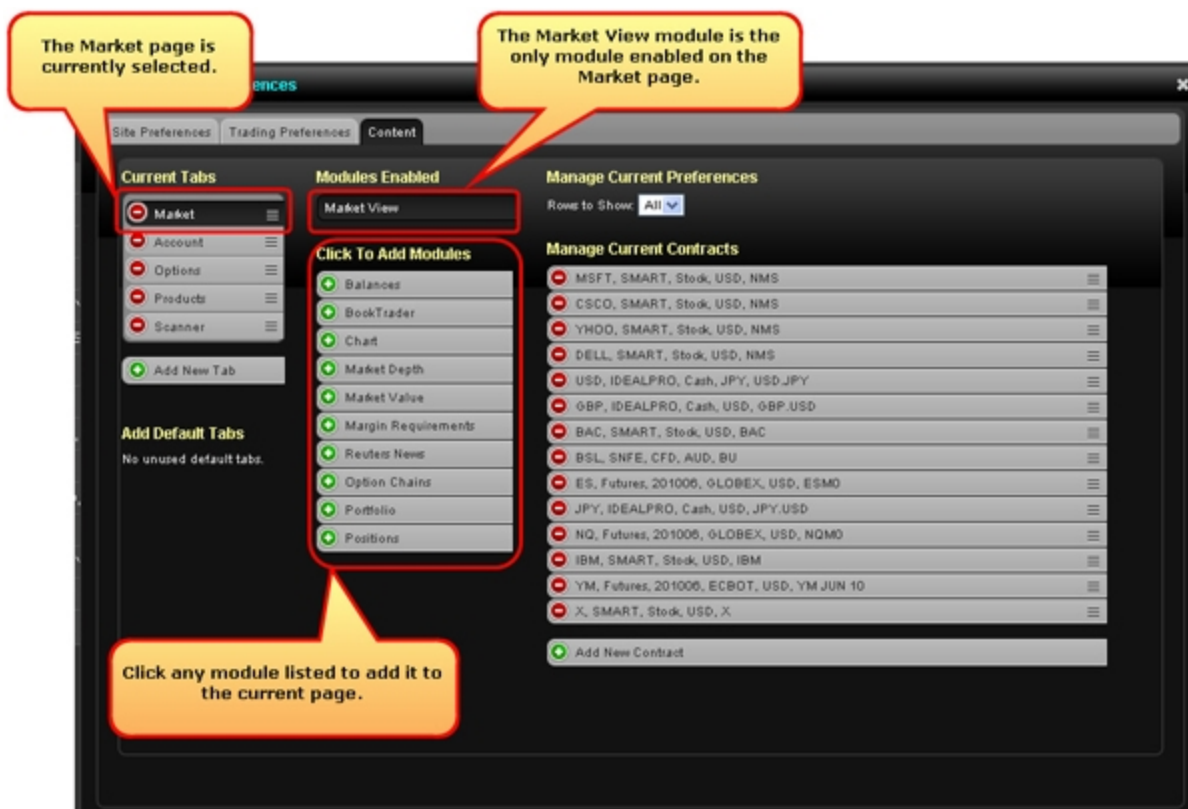 The Market page is
currently selected.
The Market View module is the
only module enabled on the
Market page.
ences
Site Preferences
Trading Preferences
Content
Current Tabs
Market
Account
Options
Products
Scanner
Add New Tab
Add Default Tabs
No unused default tabs.
Modules Enabled
Market View
Click To Add Modules
Balances
BookTrader
Chart
Market Depth
Market Value
Margin Requirements
Reuters News
Option Chains
Portfolio
Positions
Manage Current Preferences
Rows to Show: All
Manage Current Contracts
MSFT, SMART, Stock, USD, NMS
CSCO, SMART, Stock, USD, NMS
YHOO, SMART, Stock, USD, NMS
DELL, SMART, Stock, USD, NMS
USD, IDEALPRO, Cash, JPY, USD.JPY
GBP, IDEALPRO, Cash, USD, GBP.USD
BAC, SMART, Stock, USD, BAC
BSL, SNFE, CFD, AUD, BU
ES, Futures, 201006, GLOBEX, USD, ESM0
JPY, IDEALPRO, Cash, USD, JPY.USD
NQ, Futures, 201006, GLOBEX, USD, NQM0
IBM, SMART, Stock, USD, IBM
YM, Futures, 201006, ECBOT, USD, YM JUN 10
X, SMART, Stock, USD, X
Add New Contract
Click any module listed to add it to
the current page.